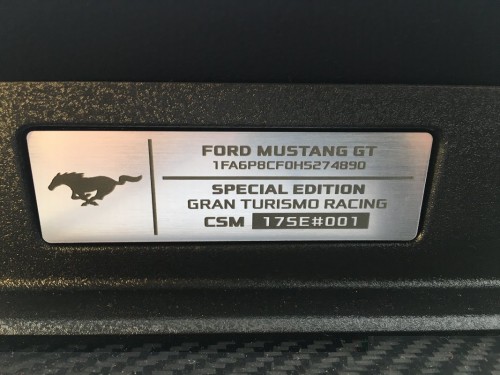 FORD MUSTANG GT
1FA6P8CF0H5274890
SPECIAL EDITION
GRAN TURISMO RACING
CSM 17SE#001